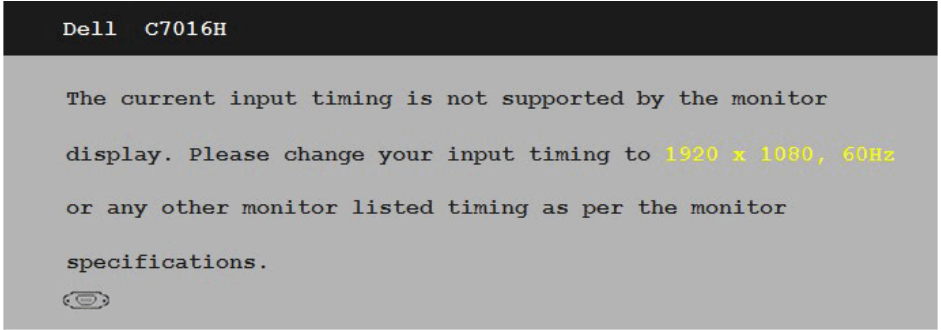 Dell C7016H
The current input timing is not supported by the monitor
display. Please change your input timing to 1920 x 1080, 60Hz
or any other monitor listed timing as per the monitor
specifications.